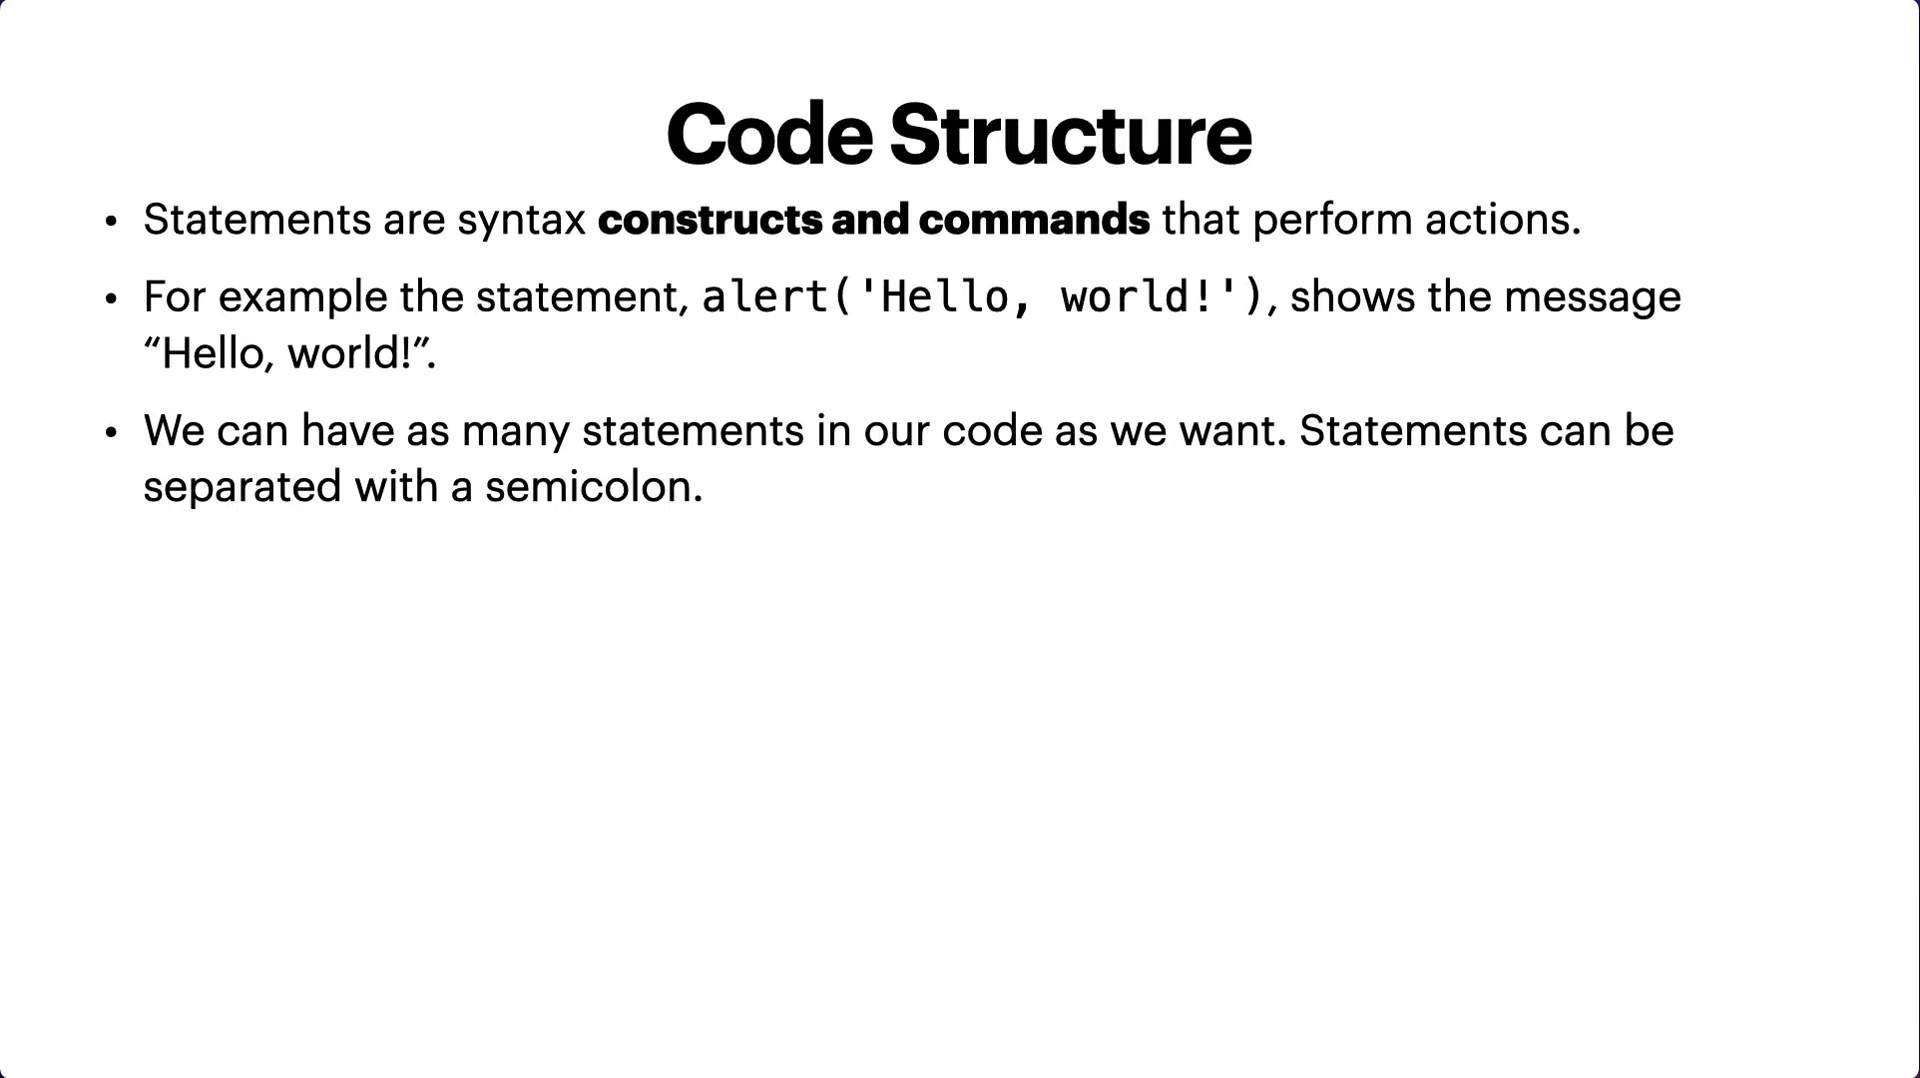 Code Structure
• Statements are syntax constructs and commands that perform actions.
• For example the statement, alert('Hello, world!'), shows the message
“Hello, world!”.
• We can have as many statements in our code as we want. Statements can be
separated with a semicolon.